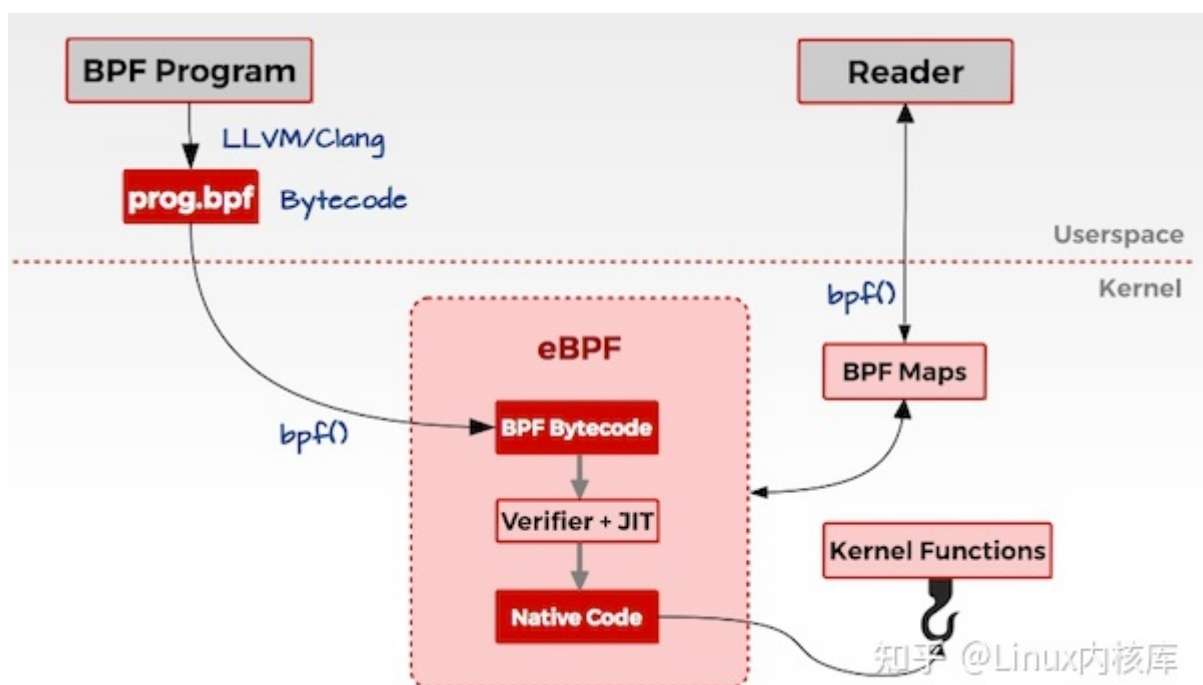 BPF Program
Reader
LLVM/Clang
prog.bpf
Bytecode
Userspace
Kernel
bpf()
eBPF
BPF Maps
BPF Bytecode
bpf()
Verifier + JIT
Kernel Functions
Native Code
知乎 @Linux内核库